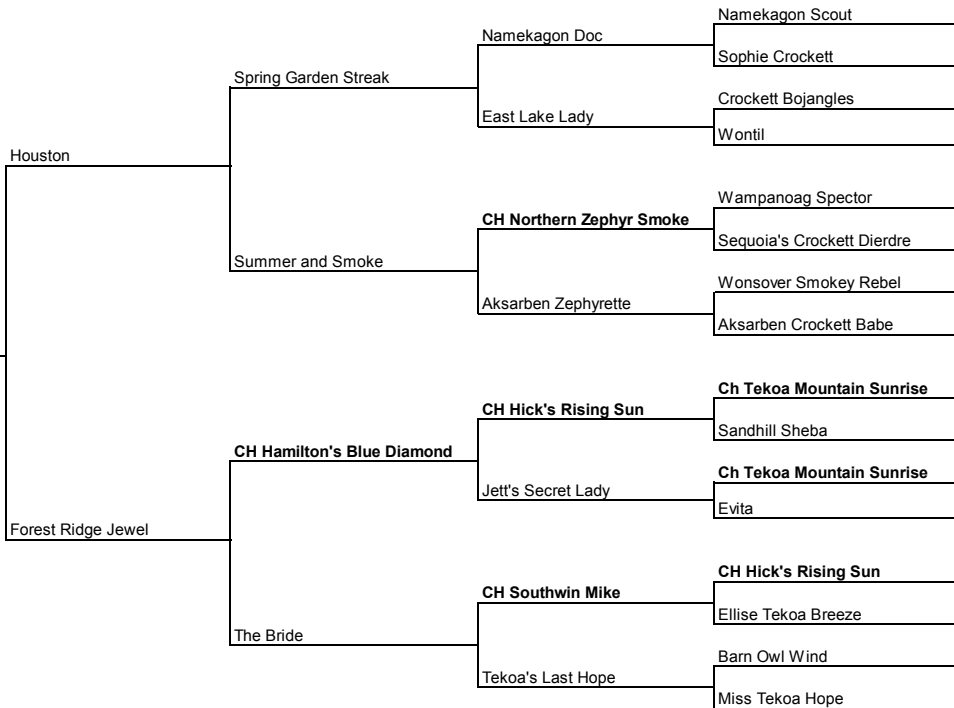 Namekagon Scout
Namekagon Doc
Sophie Crockett
Spring Garden Streak
Crockett Bojangles
East Lake Lady
Wontil
Houston
Wampanoag Spector
CH Northern Zephyr Smoke
Sequoia's Crockett Dierdre
Summer and Smoke
Wonsover Smokey Rebel
Aksarben Zephyrette
Aksarben Crockett Babe
Ch Tekoa Mountain Sunrise
CH Hick's Rising Sun
Sandhill Sheba
CH Hamilton's Blue Diamond
Ch Tekoa Mountain Sunrise
Jett's Secret Lady
Evita
Forest Ridge Jewel
CH Hick's Rising Sun
CH Southwin Mike
Ellise Tekoa Breeze
The Bride
Barn Owl Wind
Tekoa's Last Hope
Miss Tekoa Hope